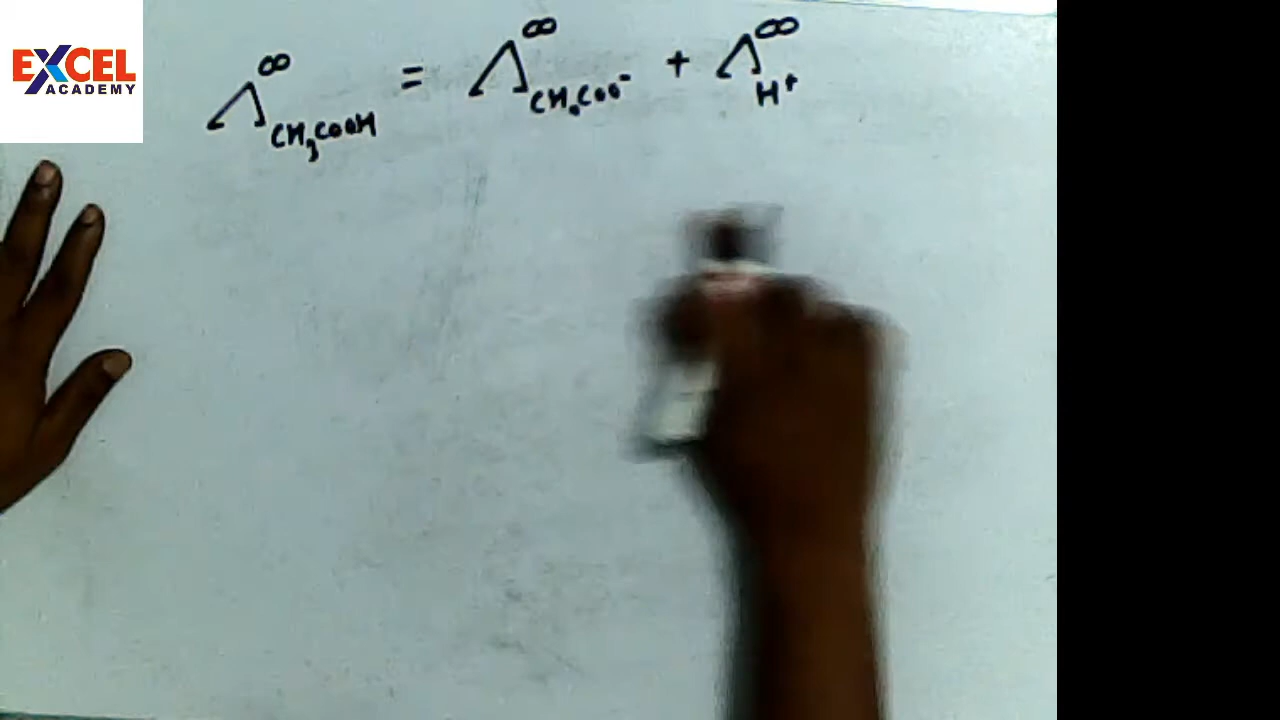 EXCEL
ACADEMY
Λ∞CH₃COOH = Λ∞CH₃COO⁻ + Λ∞H⁺